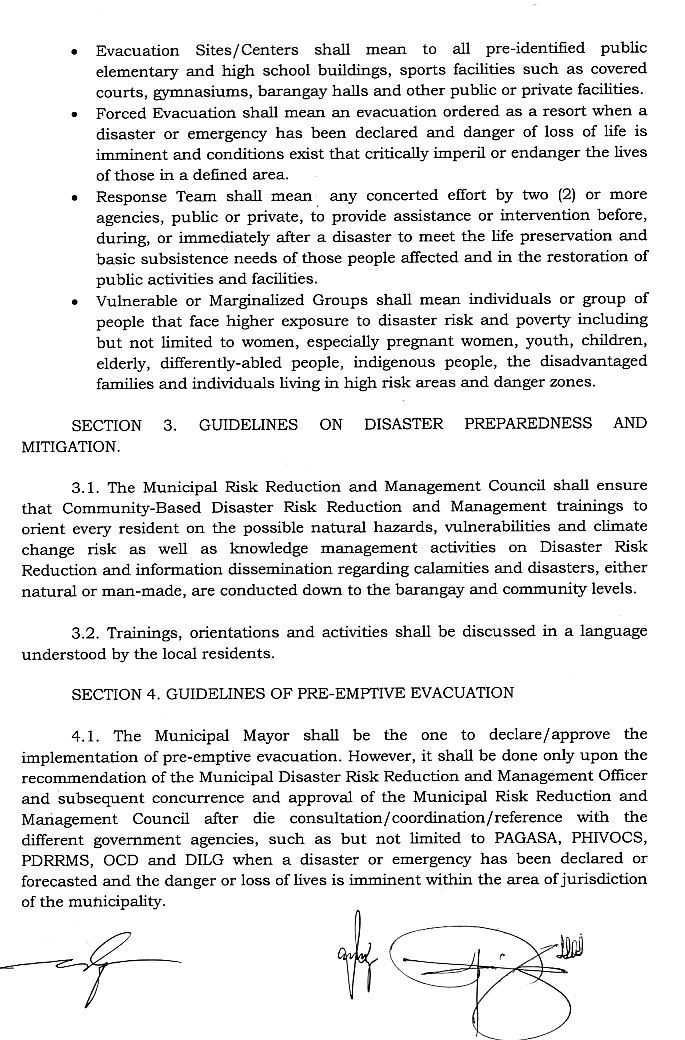 • Evacuation Sites/Centers shall mean to all pre-identified public
elementary and high school buildings, sports facilities such as covered
courts, gymnasiums, barangay halls and other public or private facilities.
• Forced Evacuation shall mean an evacuation ordered as a resort when a
disaster or emergency has been declared and danger of loss of life is
imminent and conditions exist that critically imperil or endanger the lives
of those in a defined area.
• Response Team shall mean any concerted effort by two (2) or more
agencies, public or private, to provide assistance or intervention before,
during, or immediately after a disaster to meet the life preservation and
basic subsistence needs of those people affected and in the restoration of
public activities and facilities.
• Vulnerable or Marginalized Groups shall mean individuals or group of
people that face higher exposure to disaster risk and poverty including
but not limited to women, especially pregnant women, youth, children,
elderly, differently-abled people, indigenous people, the disadvantaged
families and individuals living in high risk areas and danger zones.
SECTION 3. GUIDELINES ON DISASTER PREPAREDNESS AND
MITIGATION.
3.1. The Municipal Risk Reduction and Management Council shall ensure
that Community-Based Disaster Risk Reduction and Management trainings to
orient every resident on the possible natural hazards, vulnerabilities and climate
change risk as well as knowledge management activities on Disaster Risk
Reduction and information dissemination regarding calamities and disasters, either
natural or man-made, are conducted down to the barangay and community levels.
3.2. Trainings, orientations and activities shall be discussed in a language
understood by the local residents.
SECTION 4. GUIDELINES OF PRE-EMPTIVE EVACUATION
4.1. The Municipal Mayor shall be the one to declare/approve the
implementation of pre-emptive evacuation. However, it shall be done only upon the
recommendation of the Municipal Disaster Risk Reduction and Management Officer
and subsequent concurrence and approval of the Municipal Risk Reduction and
Management Council after die consultation/coordination/reference with the
different government agencies, such as but not limited to PAGASA, PHIVOCS,
PDRRMS, OCD and DILG when a disaster or emergency has been declared or
forecasted and the danger or loss of lives is imminent within the area of jurisdiction
of the municipality.